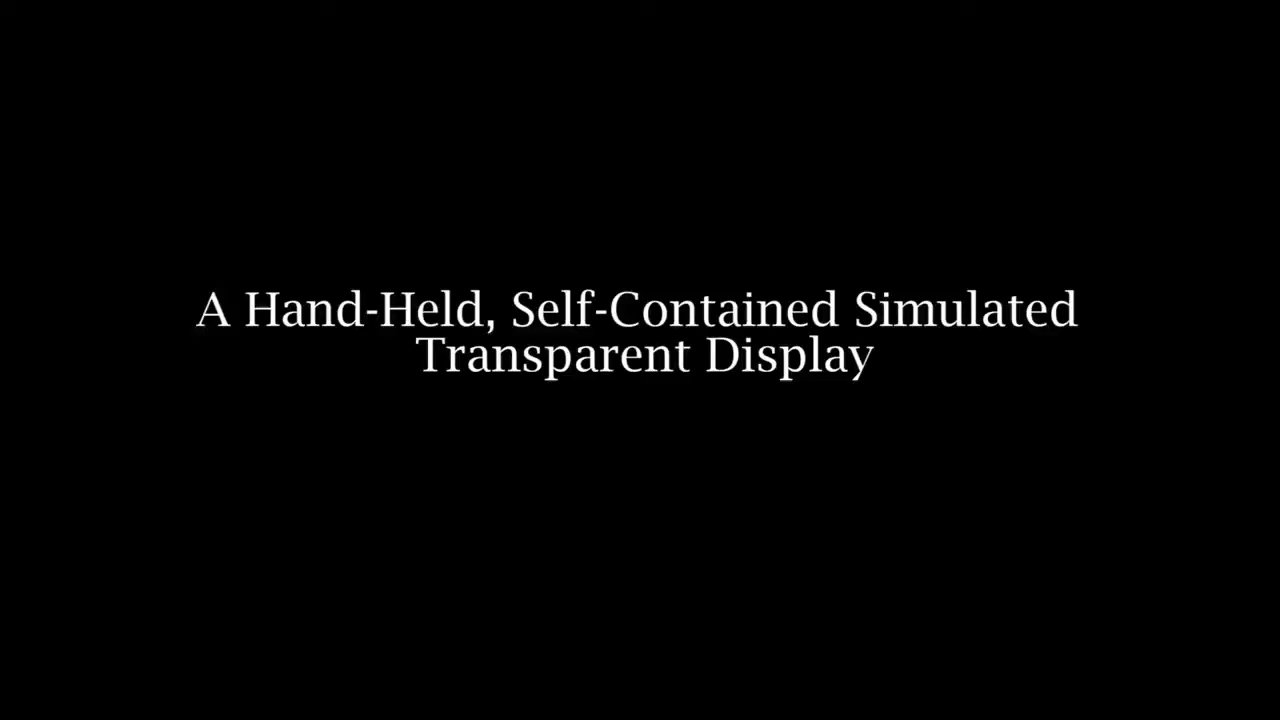 A Hand-Held, Self-Contained Simulated
Transparent Display